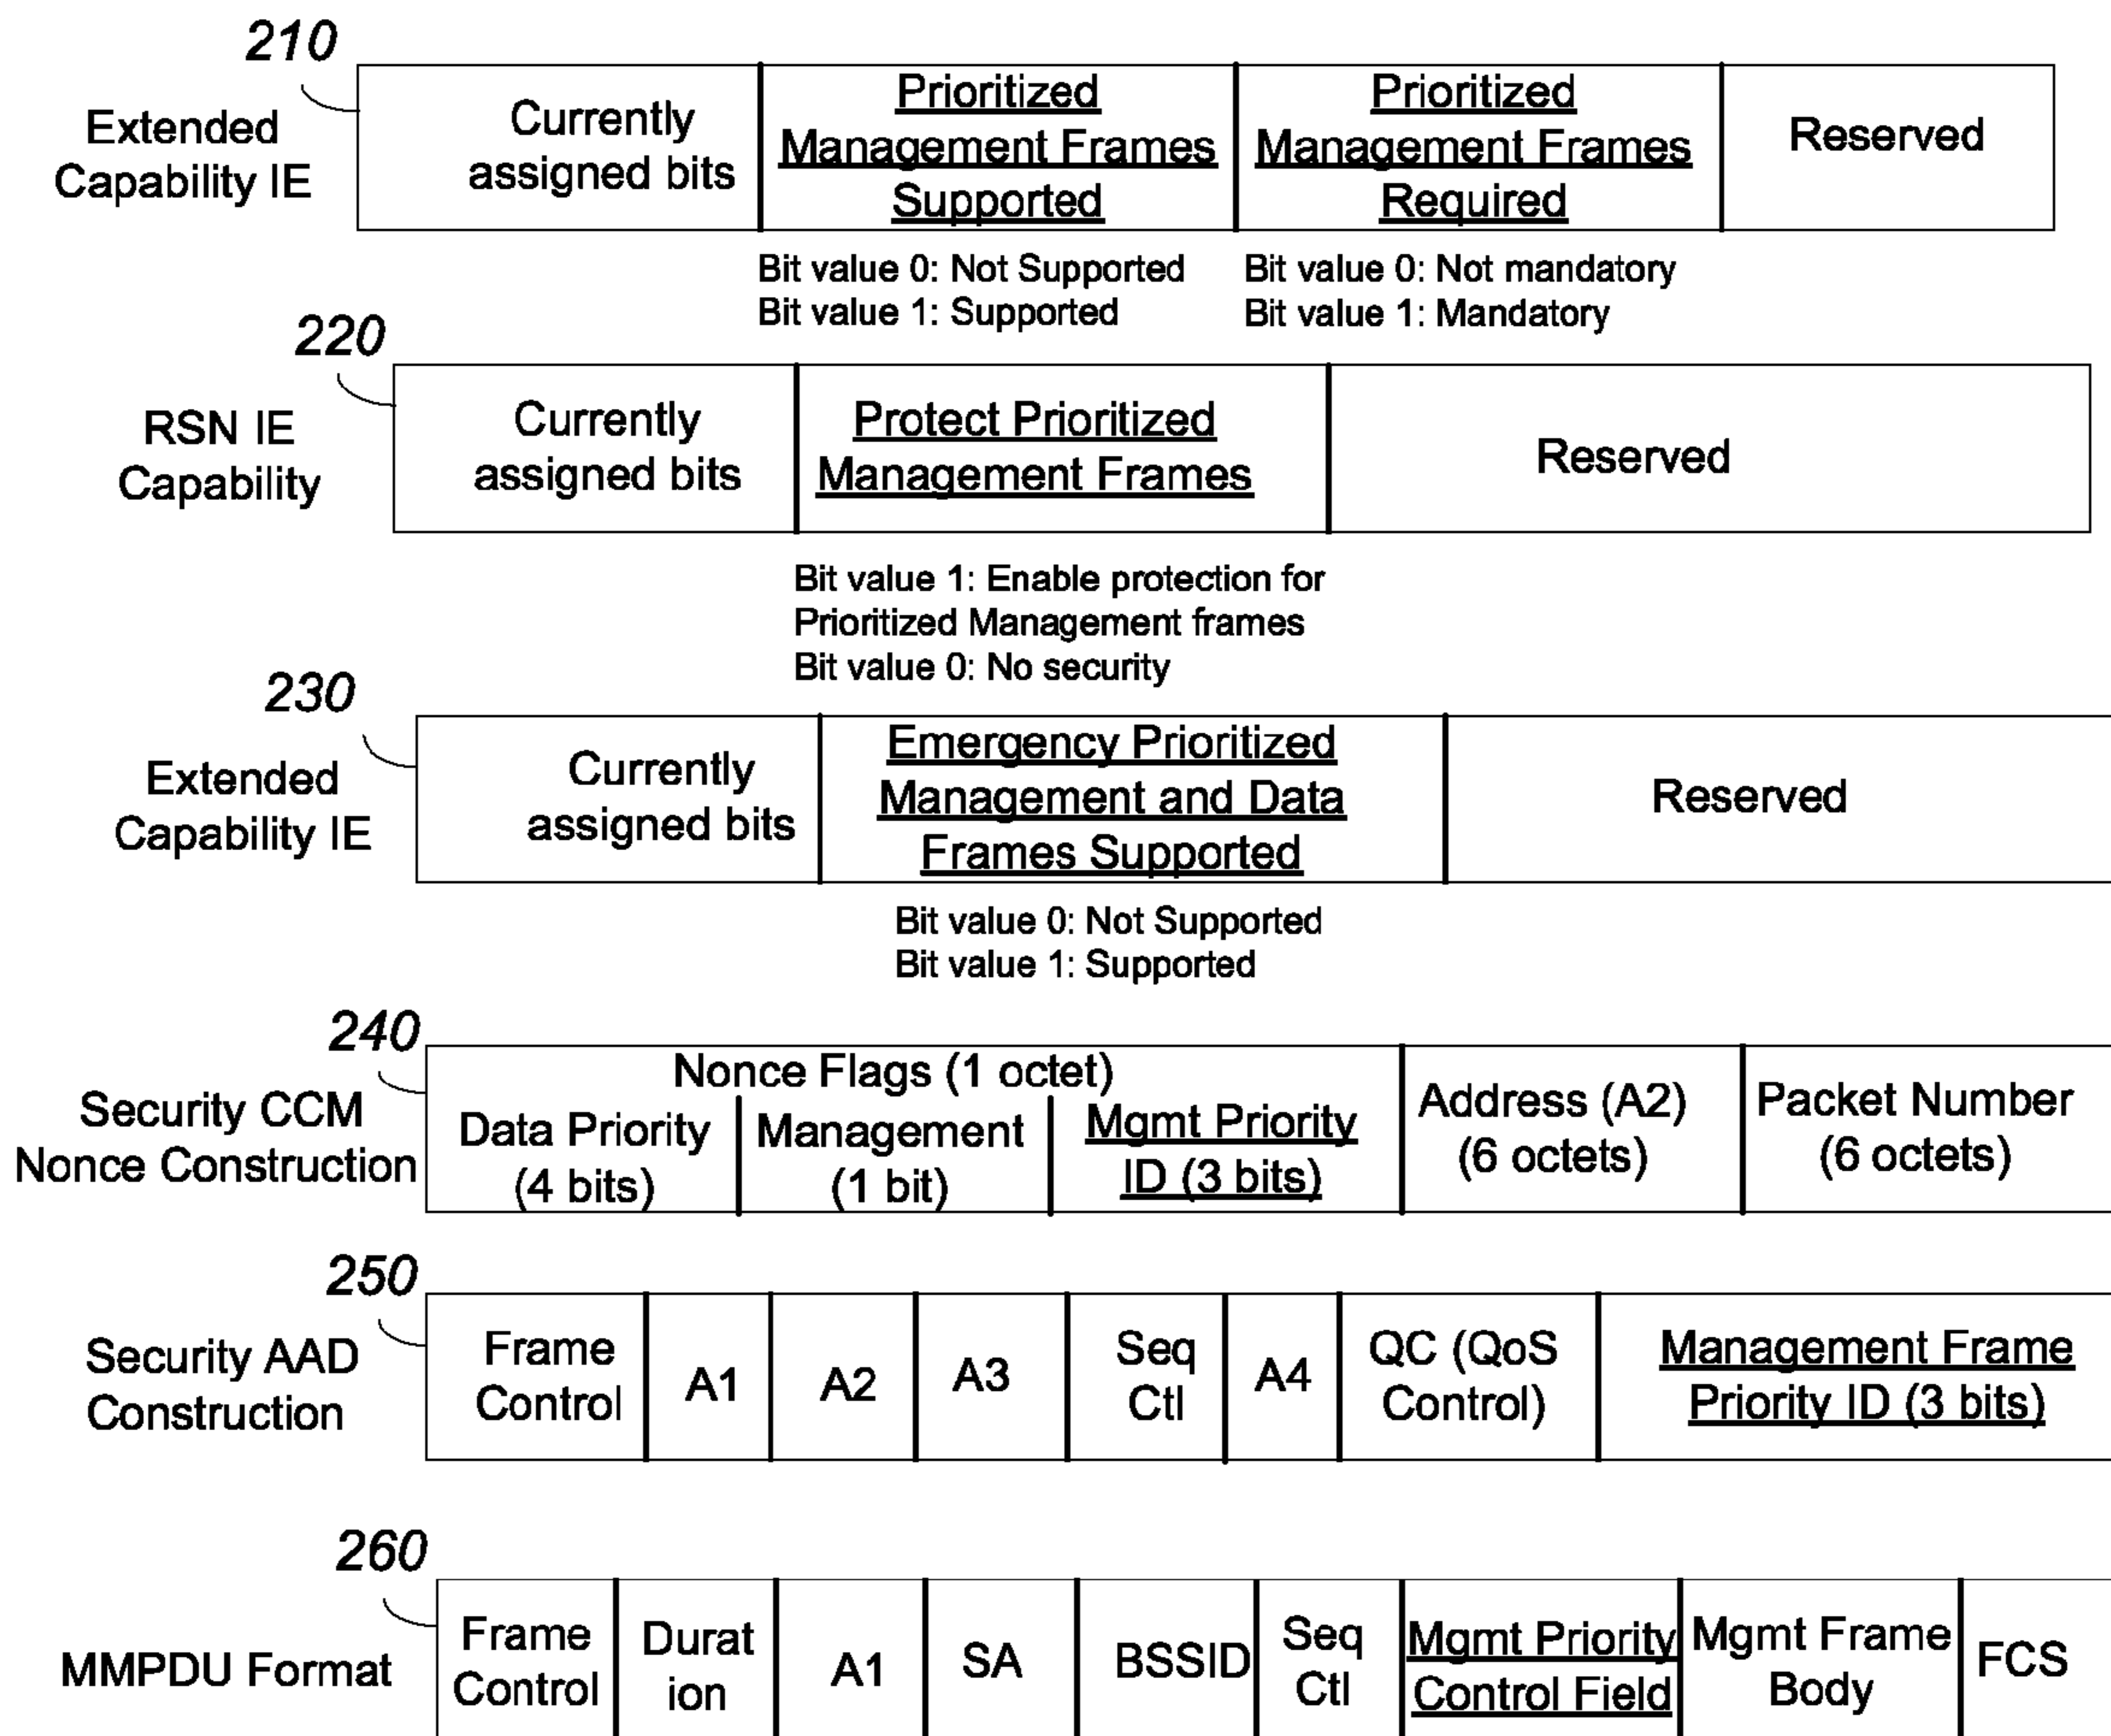 210
Extended
Capability IE
Currently
assigned bits
Prioritized
Management Frames
Supported
Prioritized
Management Frames
Required
Reserved
Bit value 0: Not Supported
Bit value 1: Supported
Bit value 0: Not mandatory
Bit value 1: Mandatory
220
RSN IE
Capability
Currently
assigned bits
Protect Prioritized
Management Frames
Reserved
Bit value 1: Enable protection for
Prioritized Management frames
Bit value 0: No security
230
Extended
Capability IE
Currently
assigned bits
Emergency Prioritized
Management and Data
Frames Supported
Reserved
Bit value 0: Not Supported
Bit value 1: Supported
240
Security CCM
Nonce Construction
Nonce Flags (1 octet)
Data Priority
(4 bits)
Management
(1 bit)
Mgmt Priority
ID (3 bits)
Address (A2)
(6 octets)
Packet Number
(6 octets)
250
Security AAD
Construction
Frame
Control
A1
A2
A3
Seq
Ctl
A4
QC (QoS
Control)
Management Frame
Priority ID (3 bits)
260
MMPDU Format
Frame
Control
Durat
ion
A1
SA
BSSID
Seq
Ctl
Mgmt Priority
Control Field
Mgmt Frame
Body
FCS